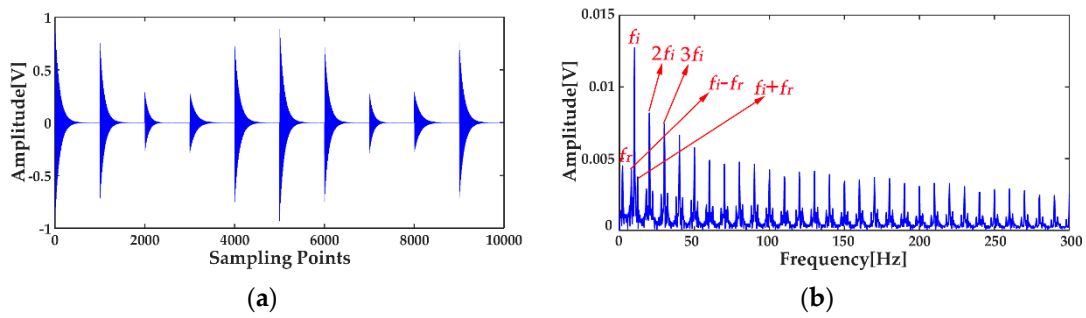 1
0.5
0
-0.5
-1
Amplitude[V]
0 2000 4000 6000 8000 10000
Sampling Points
(a)
0.015
0.01
0.005
0
Amplitude[V]
fi
2fi 3fi
fi-fr fi+fr
fr
0 50 100 150 200 250 300
Frequency[Hz]
(b)